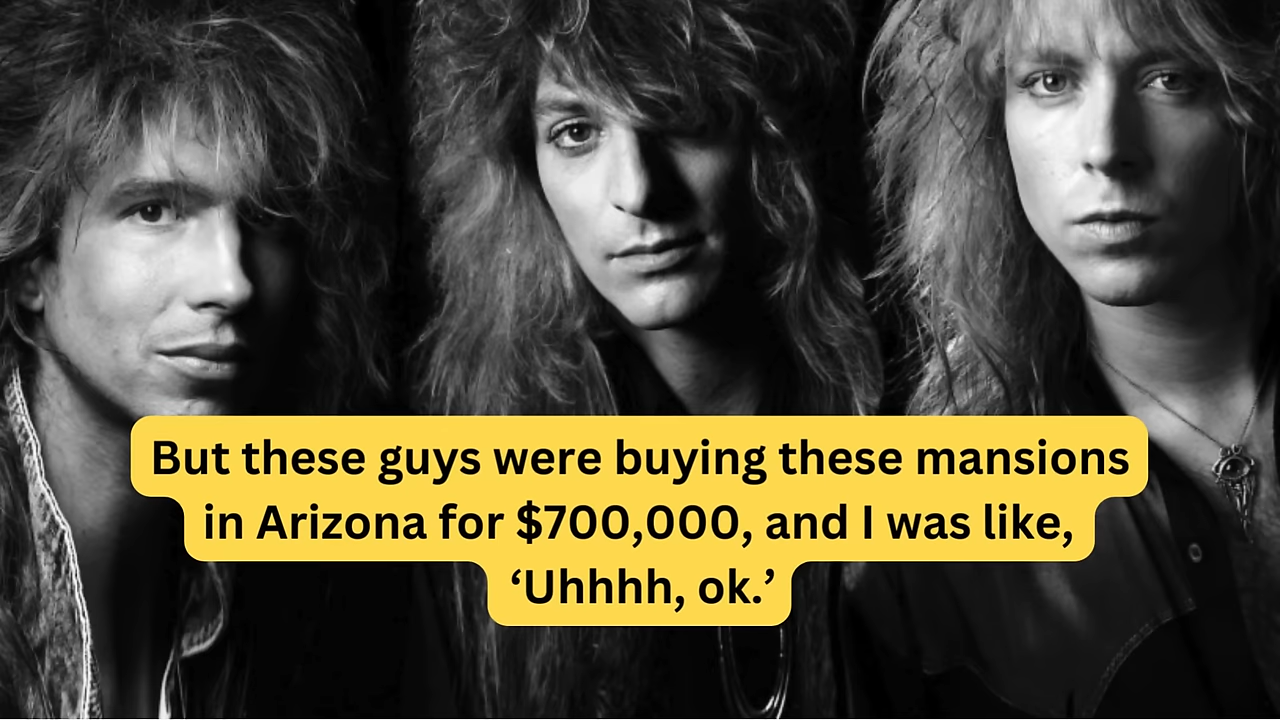 But these guys were buying these mansions
in Arizona for $700,000, and I was like,
‘Uhhhh, ok.’